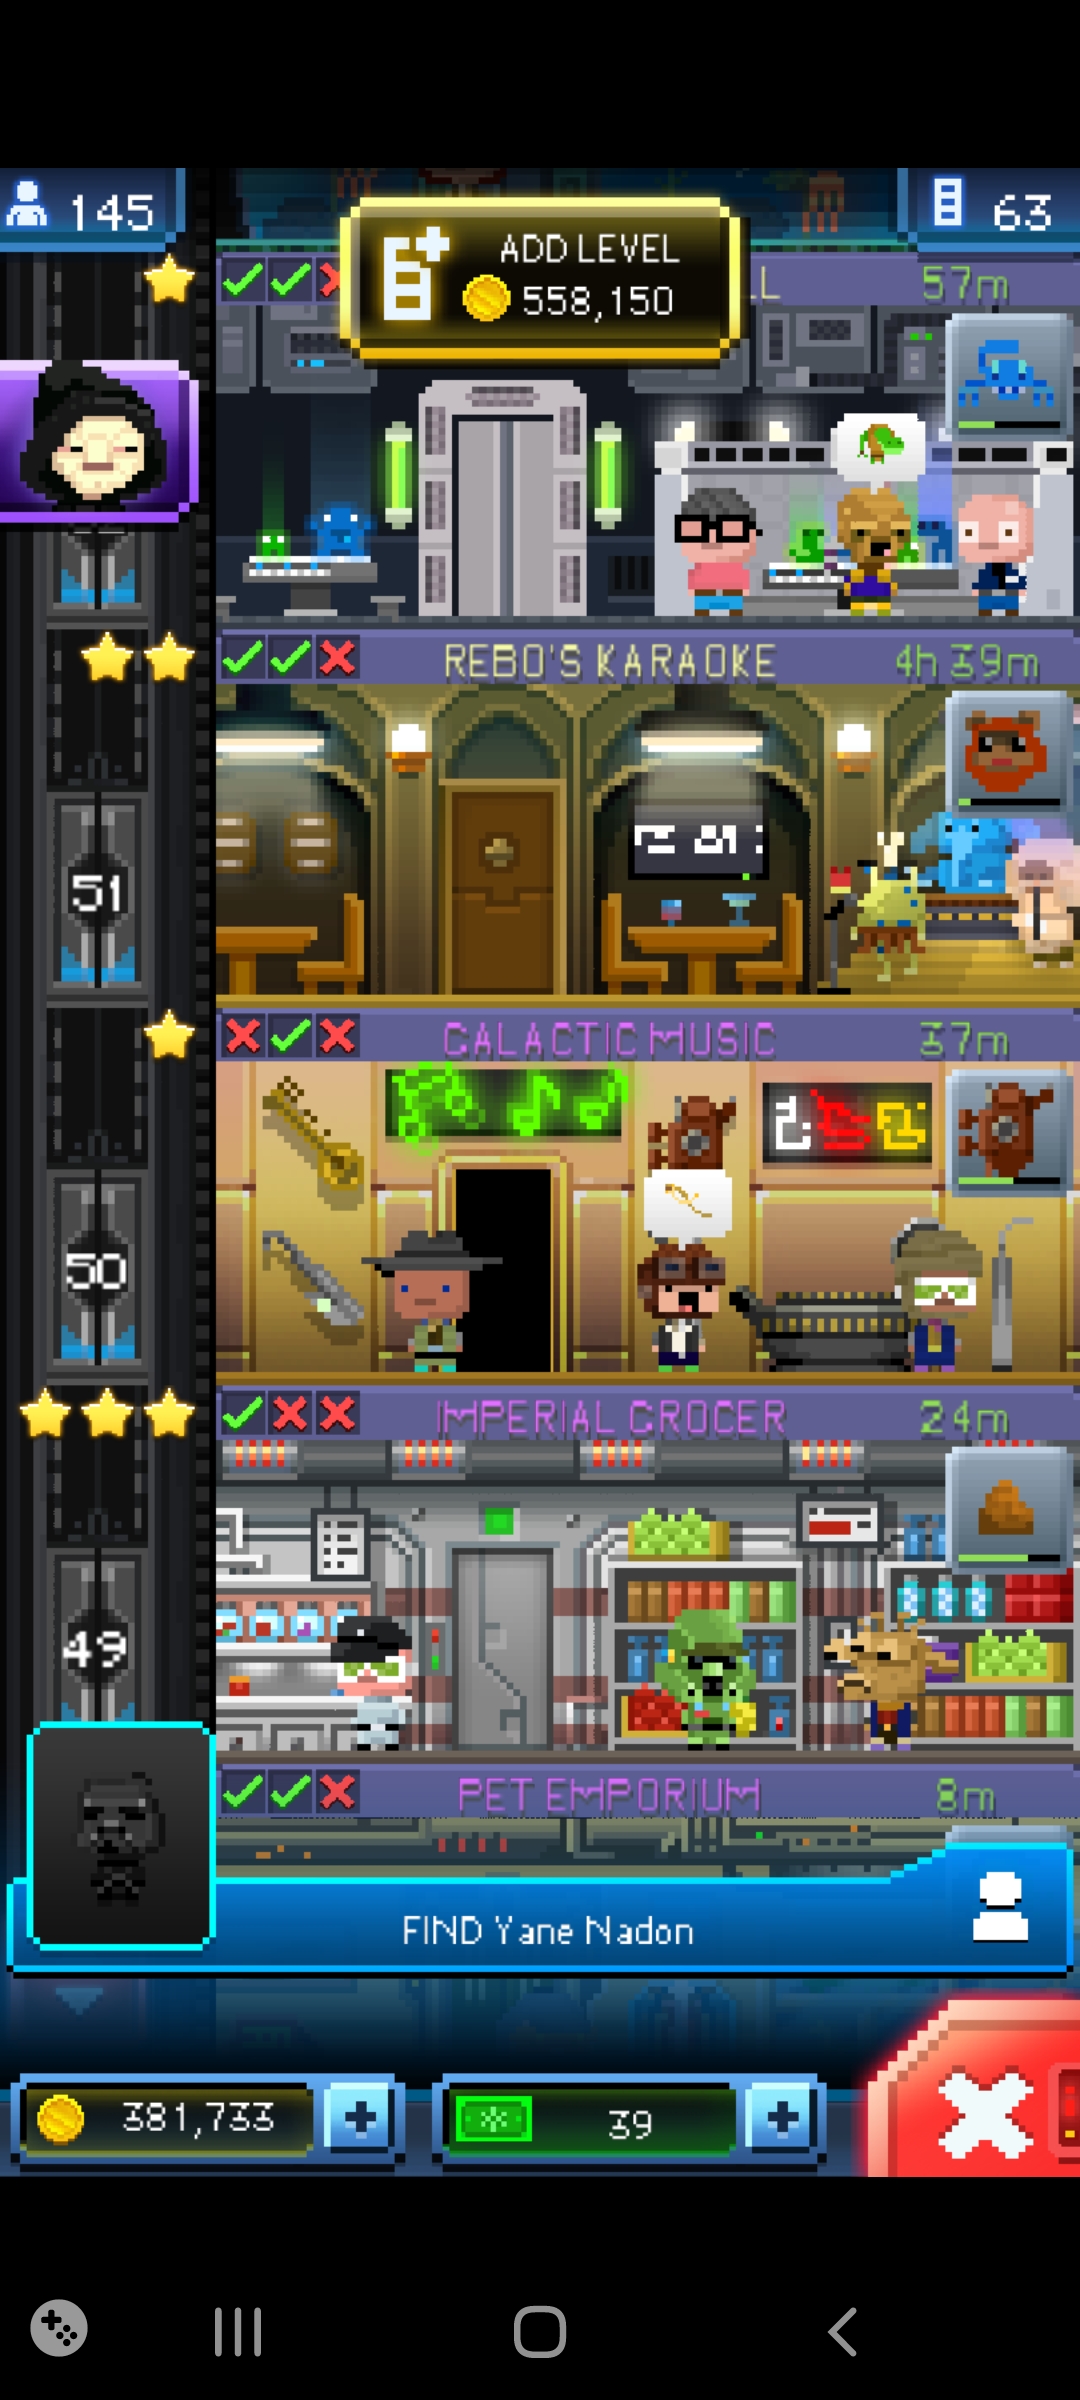 145
ADD LEVEL
558,150
63
LL
57m
REBO'S KARAOKE
4h 39m
51
GALACTIC MUSIC
37m
50
IMPERIAL GROCER
24m
49
PET EMPORIUM
8m
FIND Yane Nadon
381,733
39